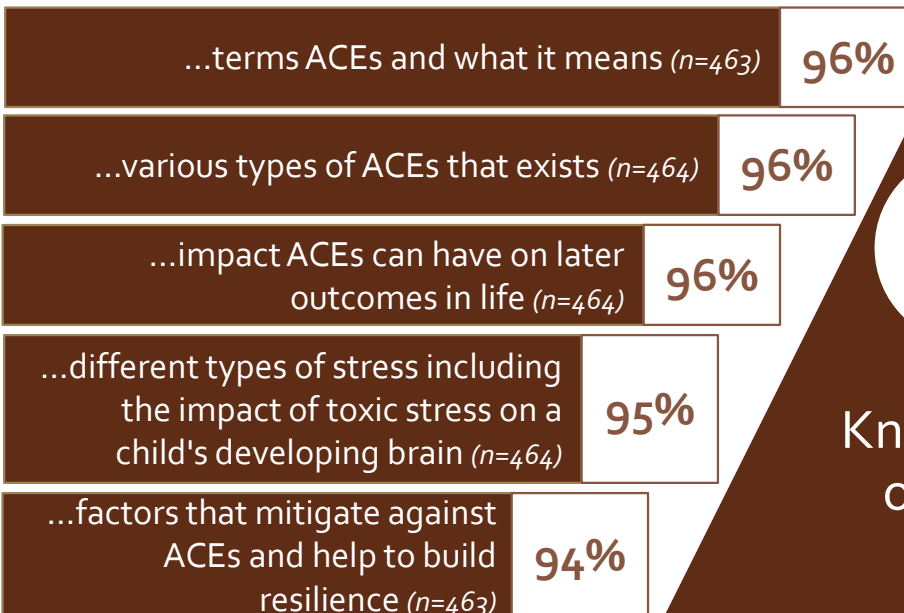 ...terms ACEs and what it means (n=463) 96%
...various types of ACEs that exists (n=464) 96%
...impact ACEs can have on later
outcomes in life (n=464) 96%
...different types of stress including
the impact of toxic stress on a
child's developing brain (n=464) 95%
...factors that mitigate against
ACEs and help to build
resilience (n=463) 94%